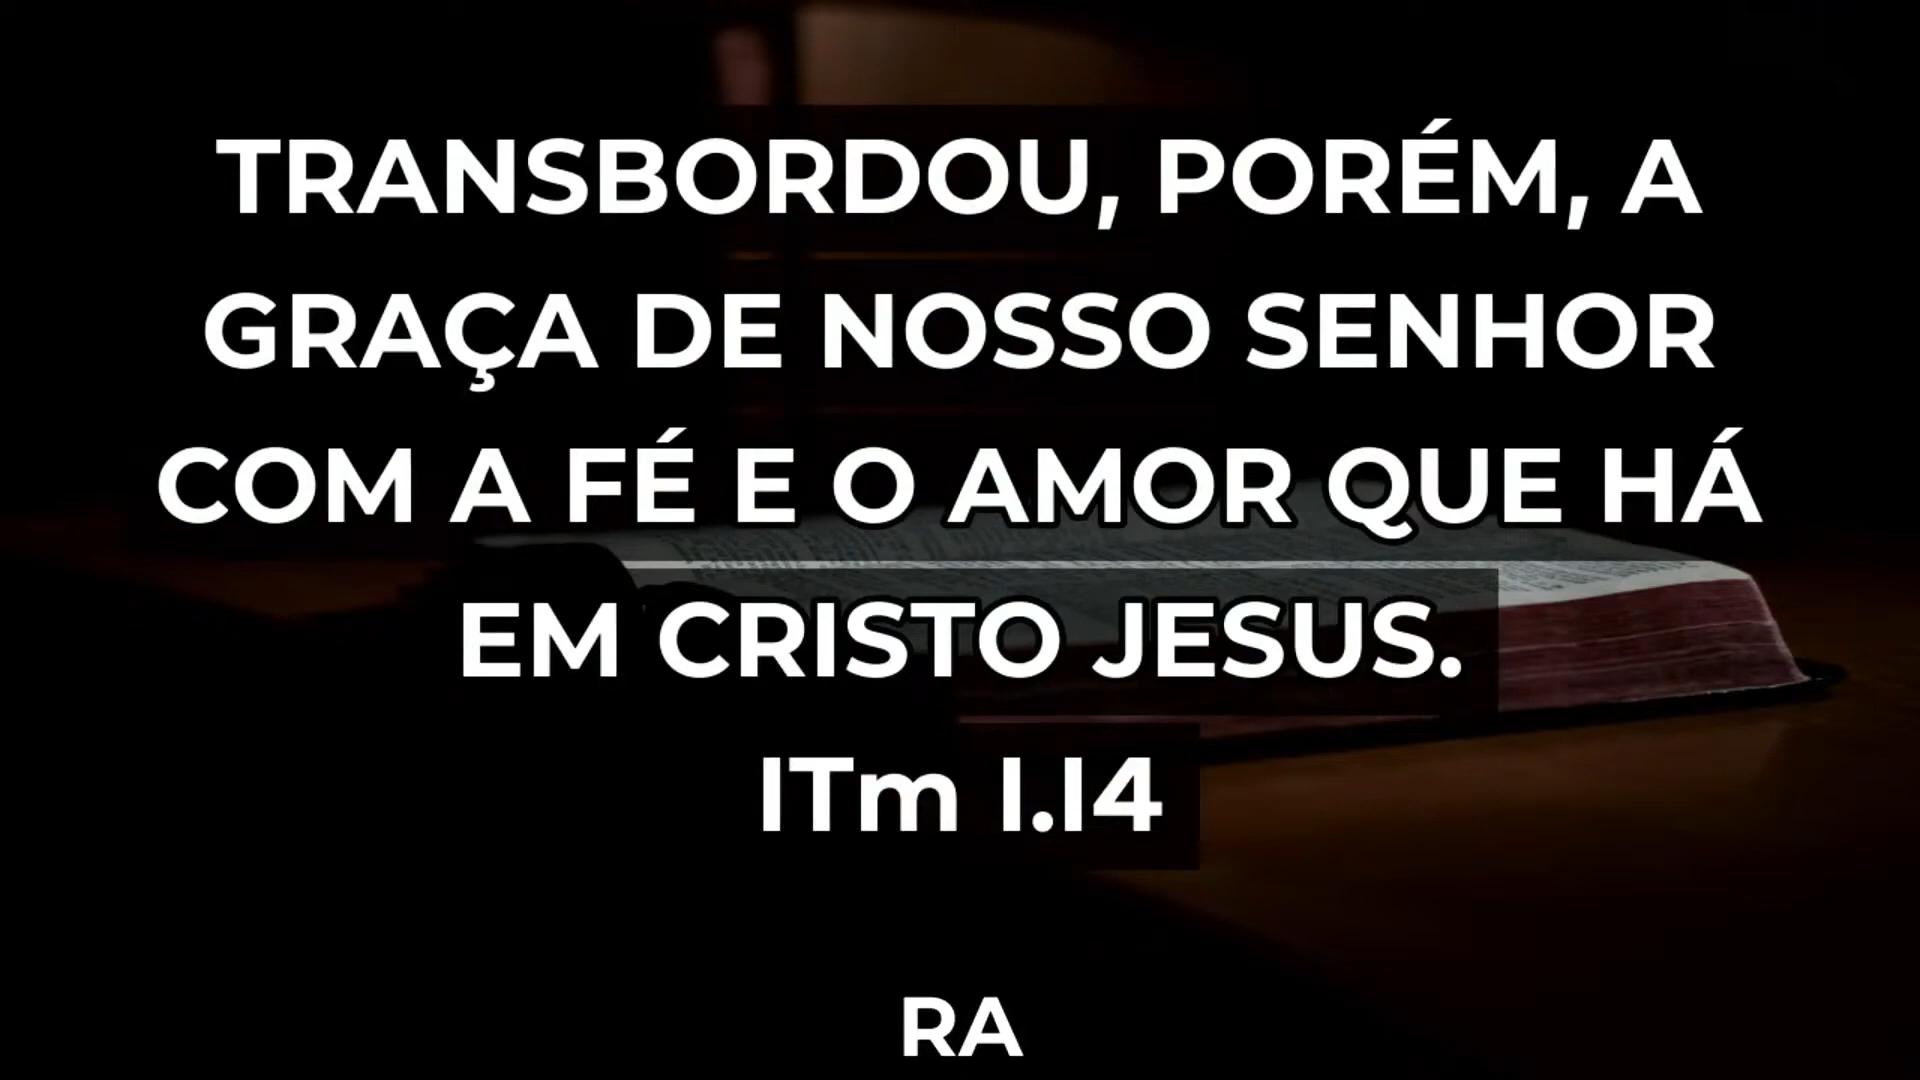 TRANSBORDOU, PORÉM, A
GRAÇA DE NOSSO SENHOR
COM A FÉ E O AMOR QUE HÁ
EM CRISTO JESUS.
1Tm 1.14
RA